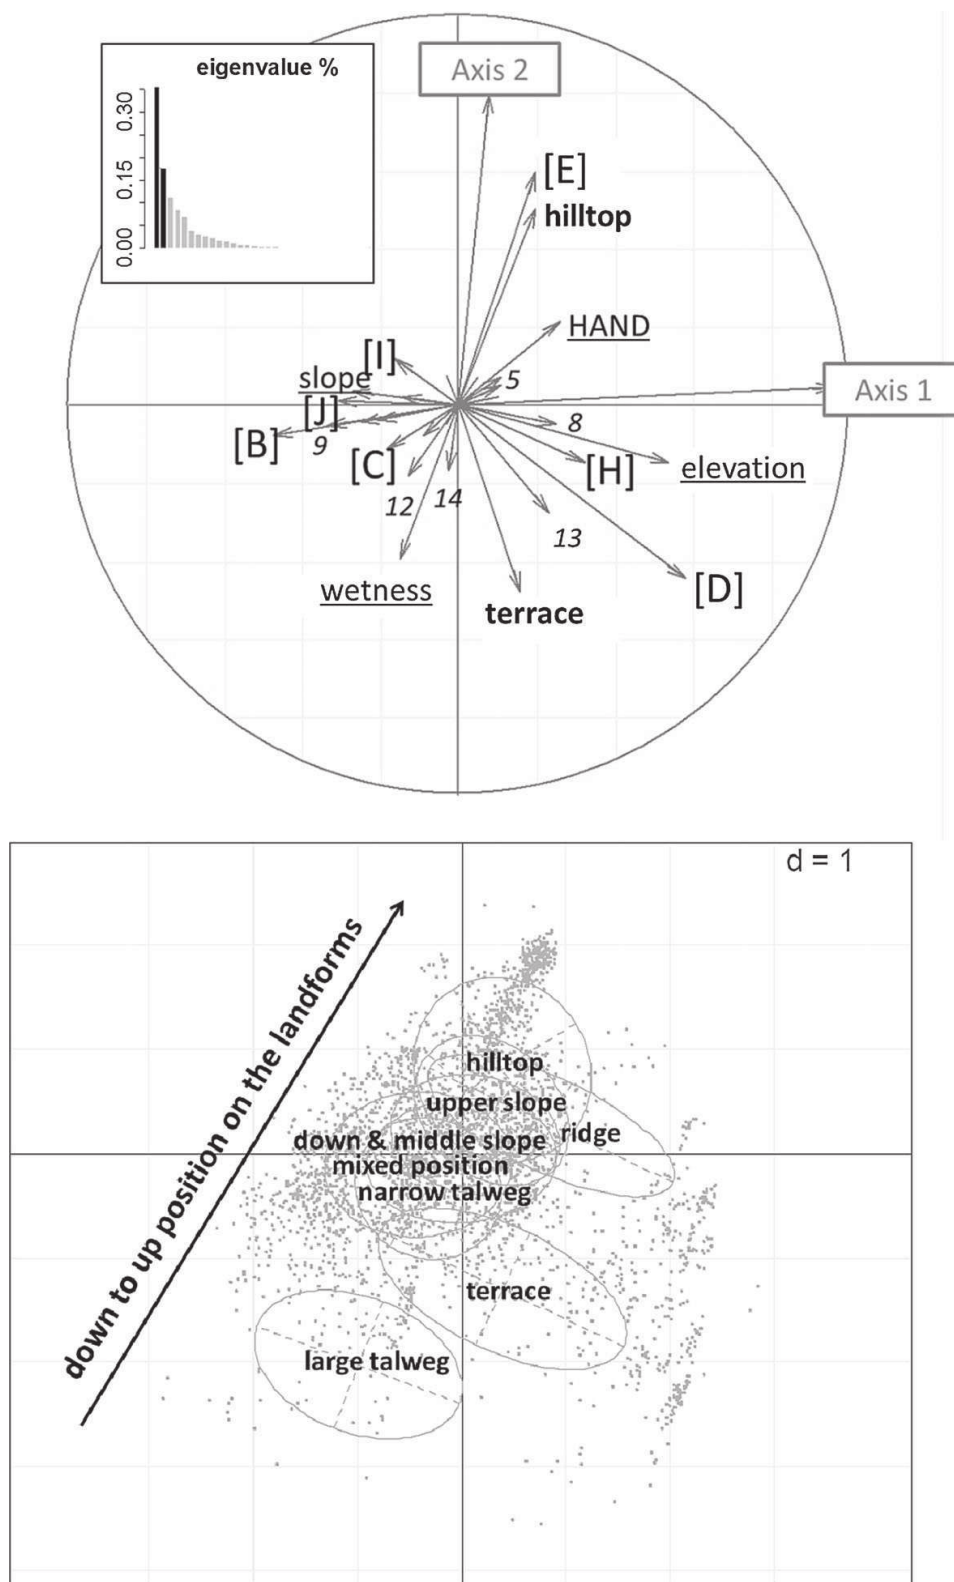 eigenvalue %
0.30
0.15
0.00
Axis 2
[E]
hilltop
HAND
[I]
slope
5
Axis 1
[J]
8
[B]
9
[C]
[H]
elevation
12
14
13
wetness
[D]
terrace
d = 1
down to up position on the landforms
hilltop
upper slope
ridge
down & middle slope
mixed position
narrow talweg
terrace
large talweg